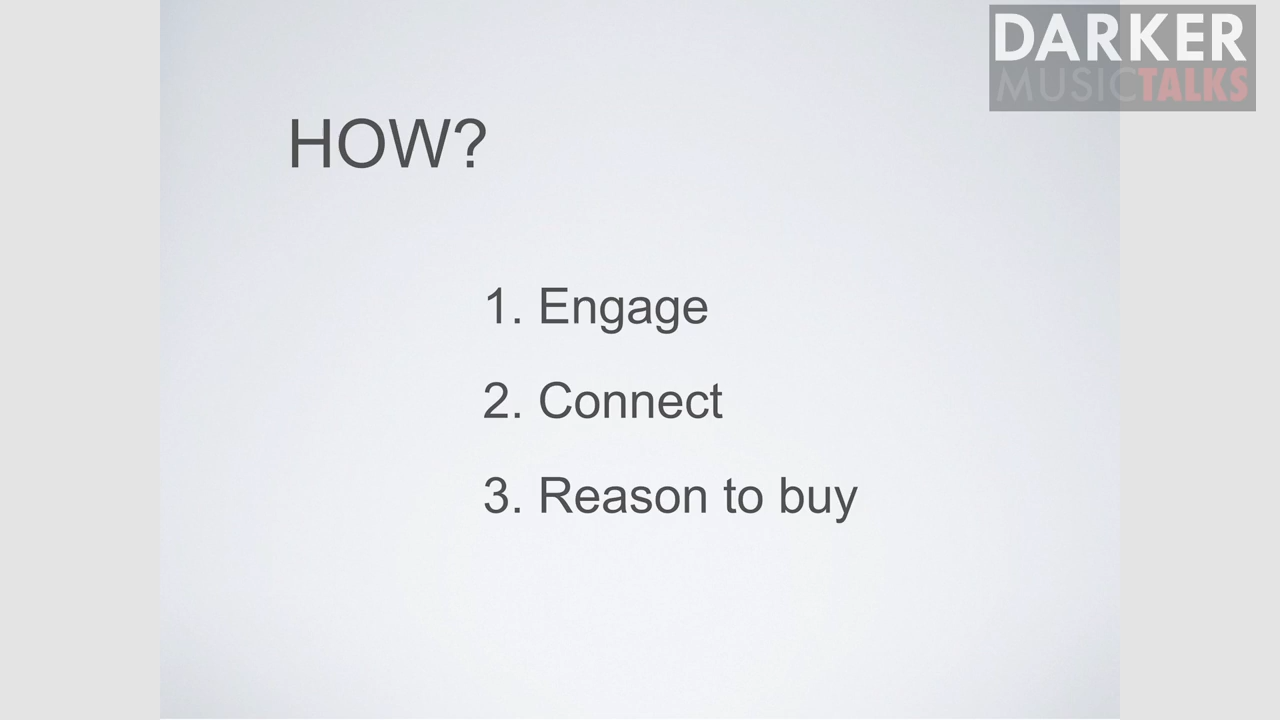 DARKER
MUSICTALKS
HOW?
1. Engage
2. Connect
3. Reason to buy